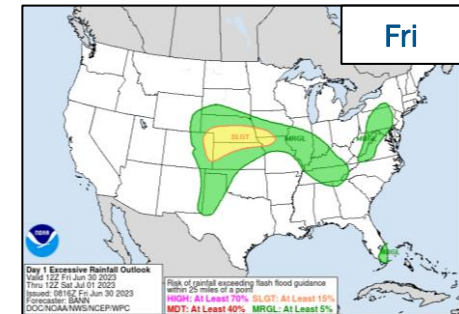 Fri
SLGT
MRGL
MRGL
MRGL
NOAA
Day 1 Excessive Rainfall Outlook
Valid 12Z Fri Jun 30 2023
Thru 12Z Sat Jul 01 2023
Issued: 0816Z Fri Jun 30 2023
Forecaster: BANN
DOC/NOAA/NWS/NCEP/WPC
Risk of rainfall exceeding flash flood guidance
within 25 miles of a point
HIGH: At Least 70% SLGT: At Least 15%
MDT: At Least 40% MRGL: At Least 5%